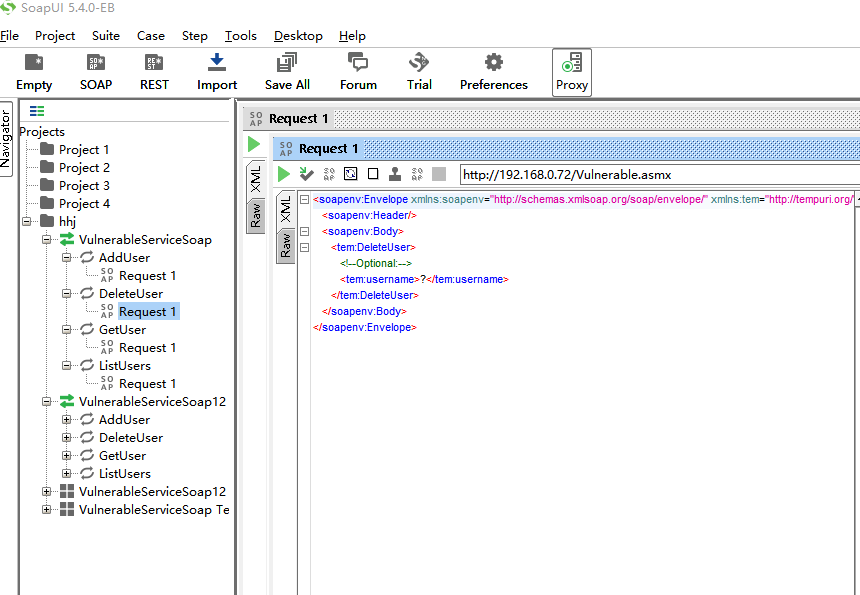 SoapUI 5.4.0-EB
File Project Suite Case Step Tools Desktop Help
Empty SOAP REST Import Save All Forum Trial Preferences Proxy
Navigator
Projects
Project 1
Project 2
Project 3
Project 4
hhj
VulnerableServiceSoap
AddUser
Request 1
DeleteUser
Request 1
GetUser
Request 1
ListUsers
Request 1
VulnerableServiceSoap12
AddUser
DeleteUser
GetUser
ListUsers
VulnerableServiceSoap12
VulnerableServiceSoap Te
Request 1
XML
Raw
Request 1
http://192.168.0.72/Vulnerable.asmx
XML
Raw
<soapenv:Envelope xmlns:soapenv="http://schemas.xmlsoap.org/soap/envelope/" xmlns:tem="http://tempuri.org/"
<soapenv:Header/>
<soapenv:Body>
<tem:DeleteUser>
<!--Optional:-->
<tem:username>?</tem:username>
</tem:DeleteUser>
</soapenv:Body>
</soapenv:Envelope>